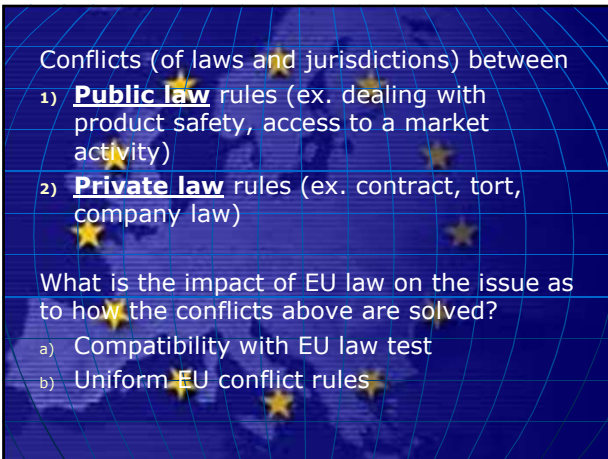 Conflicts (of laws and jurisdictions) between
1) Public law rules (ex. dealing with
product safety, access to a market
activity)
2) Private law rules (ex. contract, tort,
company law)
What is the impact of EU law on the issue as
to how the conflicts above are solved?
a) Compatibility with EU law test
b) Uniform EU conflict rules